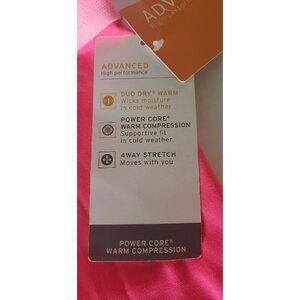 ADV
ADVANCED
High performance
DUO DRY® WARM
Wicks moisture
in cold weather
POWER CORE®
WARM COMPRESSION
Supportive fit
in cold weather
4WAY STRETCH
Moves with you
POWER CORE®
WARM COMPRESSION